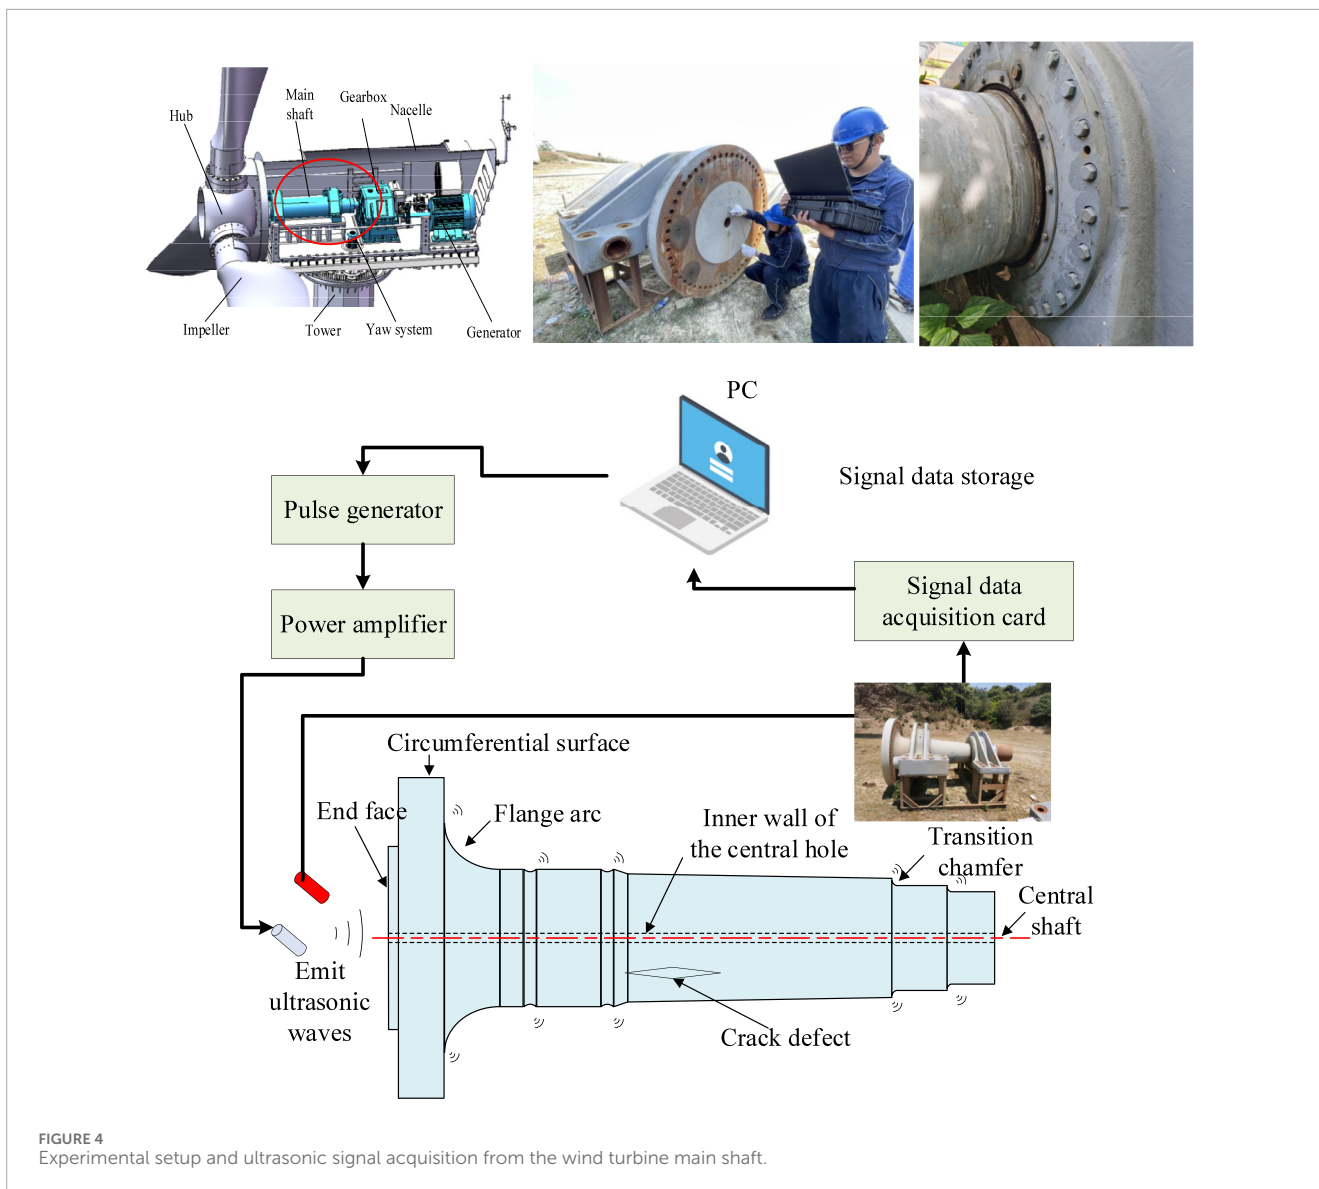 Hub
Main
shaft
Gearbox
Nacelle
Impeller
Tower
Yaw system
Generator
PC
Signal data storage
Pulse generator
Power amplifier
Signal data
acquisition card
Circumferential surface
End face
Flange arc
Inner wall of
the central hole
Transition
chamfer
Central
shaft
Emit
ultrasonic
waves
Crack defect
FIGURE 4
Experimental setup and ultrasonic signal acquisition from the wind turbine main shaft.